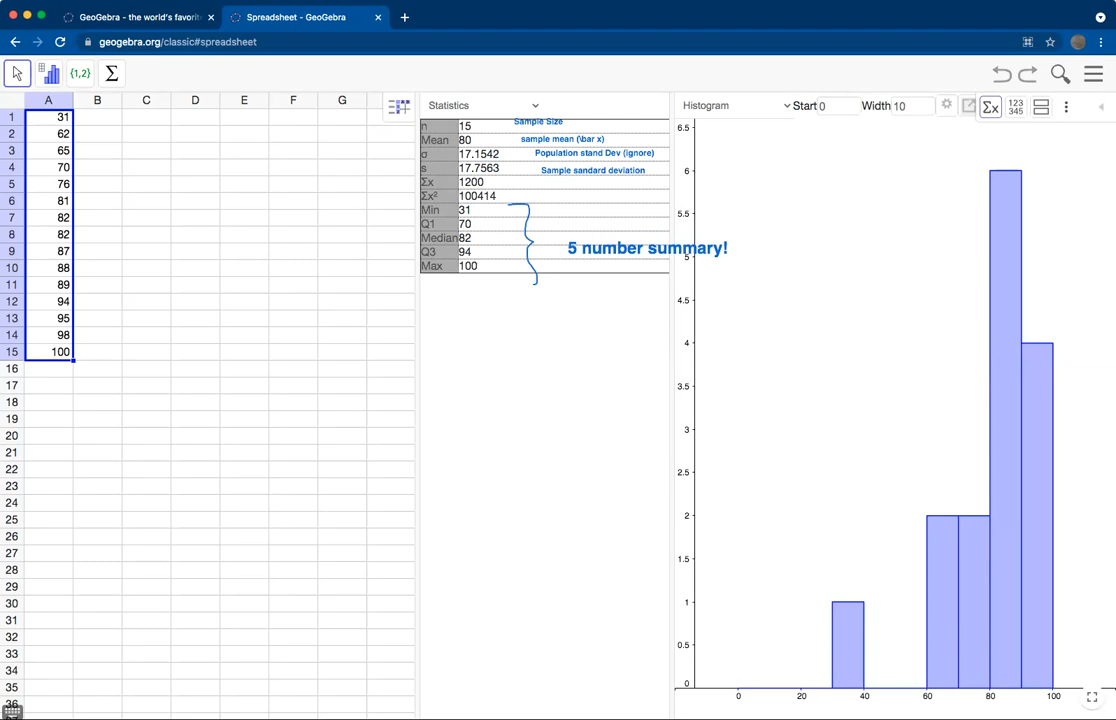 GeoGebra - the world's favorit
Spreadsheet - GeoGebra
geogebra.org/classic#spreadsheet
{1,2}
Σ
A B C D E F G
Statistics
Histogram
Start 0
Width 10
Σx
123
345
1 31
2 62
3 65
4 70
5 76
6 81
7 82
8 82
9 87
10 88
11 89
12 94
13 95
14 98
15 100
16
17
18
19
20
21
22
23
24
25
26
27
28
29
30
31
32
33
34
35
36
n 15 Sample Size
Mean 80 sample mean (\bar x)
σ 17.1542 Population stand Dev (ignore)
s 17.7563 Sample sandard deviation
Σx 1200
Σx² 100414
Min 31
Q1 70
Median 82
Q3 94
Max 100
5 number summary!
6.5
6
5.5
5
4.5
4
3.5
3
2.5
2
1.5
1
0.5
0
0 20 40 60 80 100